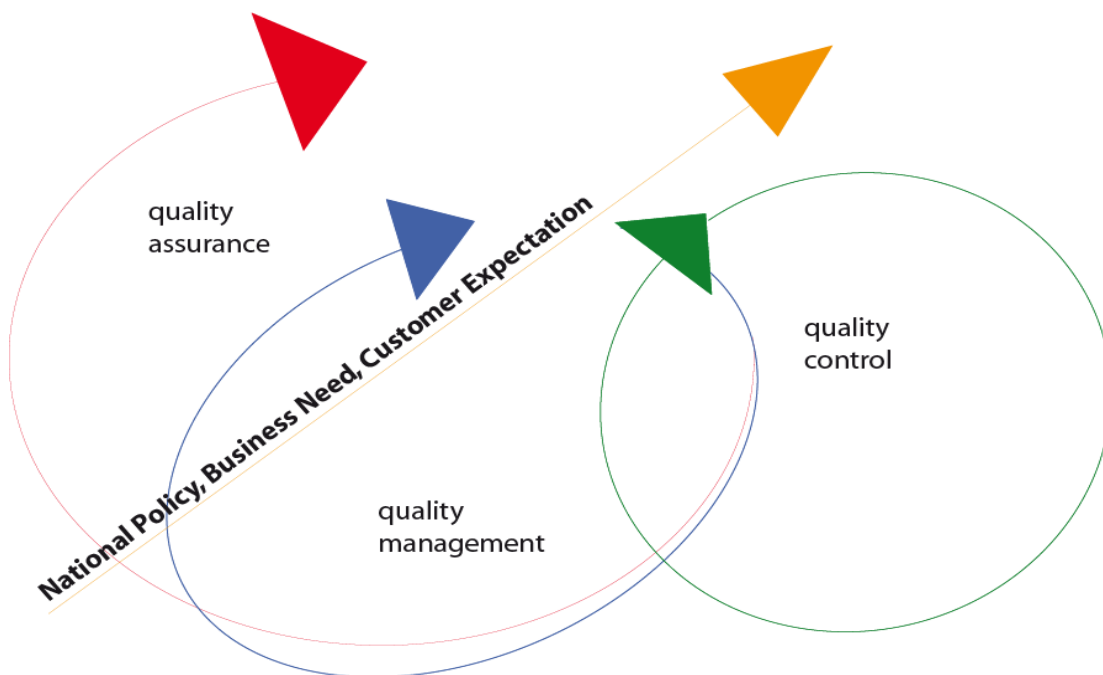 quality
assurance
National Policy, Business Need, Customer Expectation
quality
control
quality
management